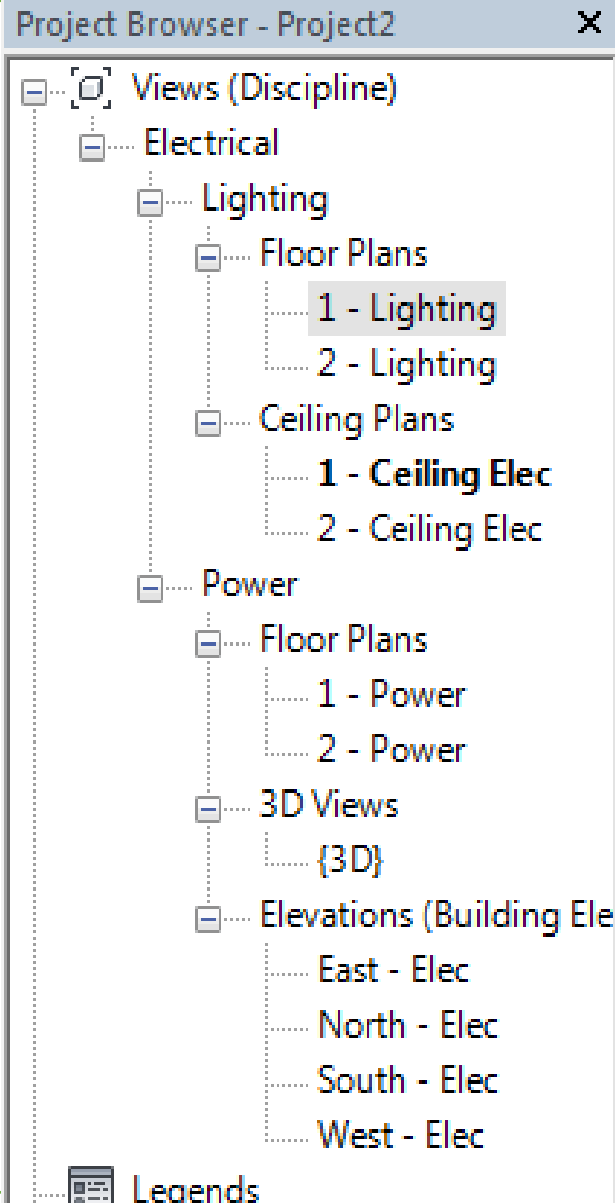 Project Browser - Project2
Views (Discipline)
Electrical
Lighting
Floor Plans
1 - Lighting
2 - Lighting
Ceiling Plans
1 - Ceiling Elec
2 - Ceiling Elec
Power
Floor Plans
1 - Power
2 - Power
3D Views
{3D}
Elevations (Building Ele
East - Elec
North - Elec
South - Elec
West - Elec
Legends